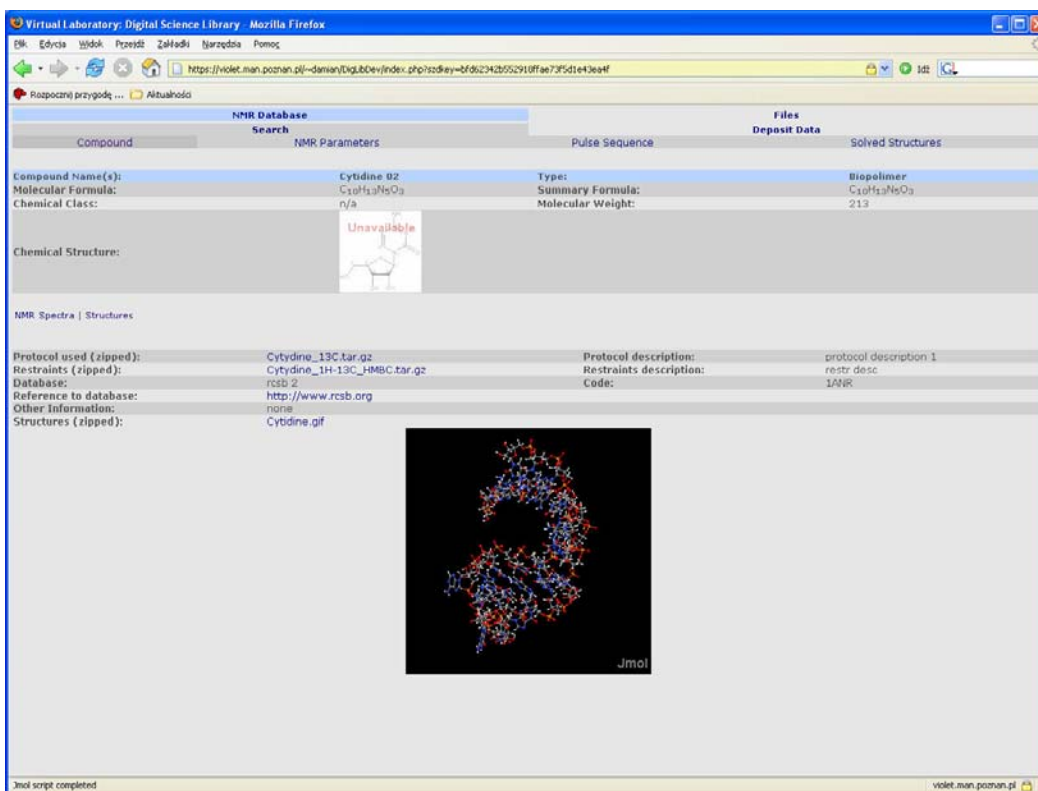 Virtual Laboratory: Digital Science Library - Mozilla Firefox
Plik Edycja Widok Przejdź Zakładki Narzędzia Pomoc
https://violet.man.poznan.pl/~damian/DigLibDev/index.php?szdkey=bfd62342b552910ffae73f5d1e43ea4f Idź
Rozpocznij przygodę ... Aktualności
NMR Database Files
Search Deposit Data
Compound NMR Parameters Pulse Sequence Solved Structures
Compound Name(s): Cytidine 02 Type: Biopolimer
Molecular Formula: C10H13N5O3 Summary Formula: C10H13N5O3
Chemical Class: n/a Molecular Weight: 213
Unavailable
Chemical Structure:
NMR Spectra | Structures
Protocol used (zipped): Cytydine_13C.tar.gz Protocol description: protocol description 1
Restraints (zipped): Cytydine_1H-13C_HMBC.tar.gz Restraints description: restr desc
Database: rcsb 2 Code: 1ANR
Reference to database: http://www.rcsb.org
Other Information: none
Structures (zipped): Cytidine.gif
Jmol
Jmol script completed violet.man.poznan.pl